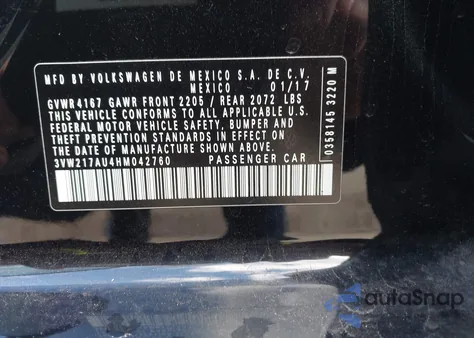 MFD BY VOLKSWAGEN DE MEXICO S.A. DE C.V.
MEXICO 01/17
GVWR4167 GAWR FRONT 2205 / REAR 2072 LBS
THIS VEHICLE CONFORMS TO ALL APPLICABLE U.S.
FEDERAL MOTOR VEHICLE SAFETY, BUMPER AND
THEFT PREVENTION STANDARDS IN EFFECT ON
THE DATE OF MANUFACTURE SHOWN ABOVE.
3VW217AU4HM042760 PASSENGER CAR
0358145 3220 M
autoSnap